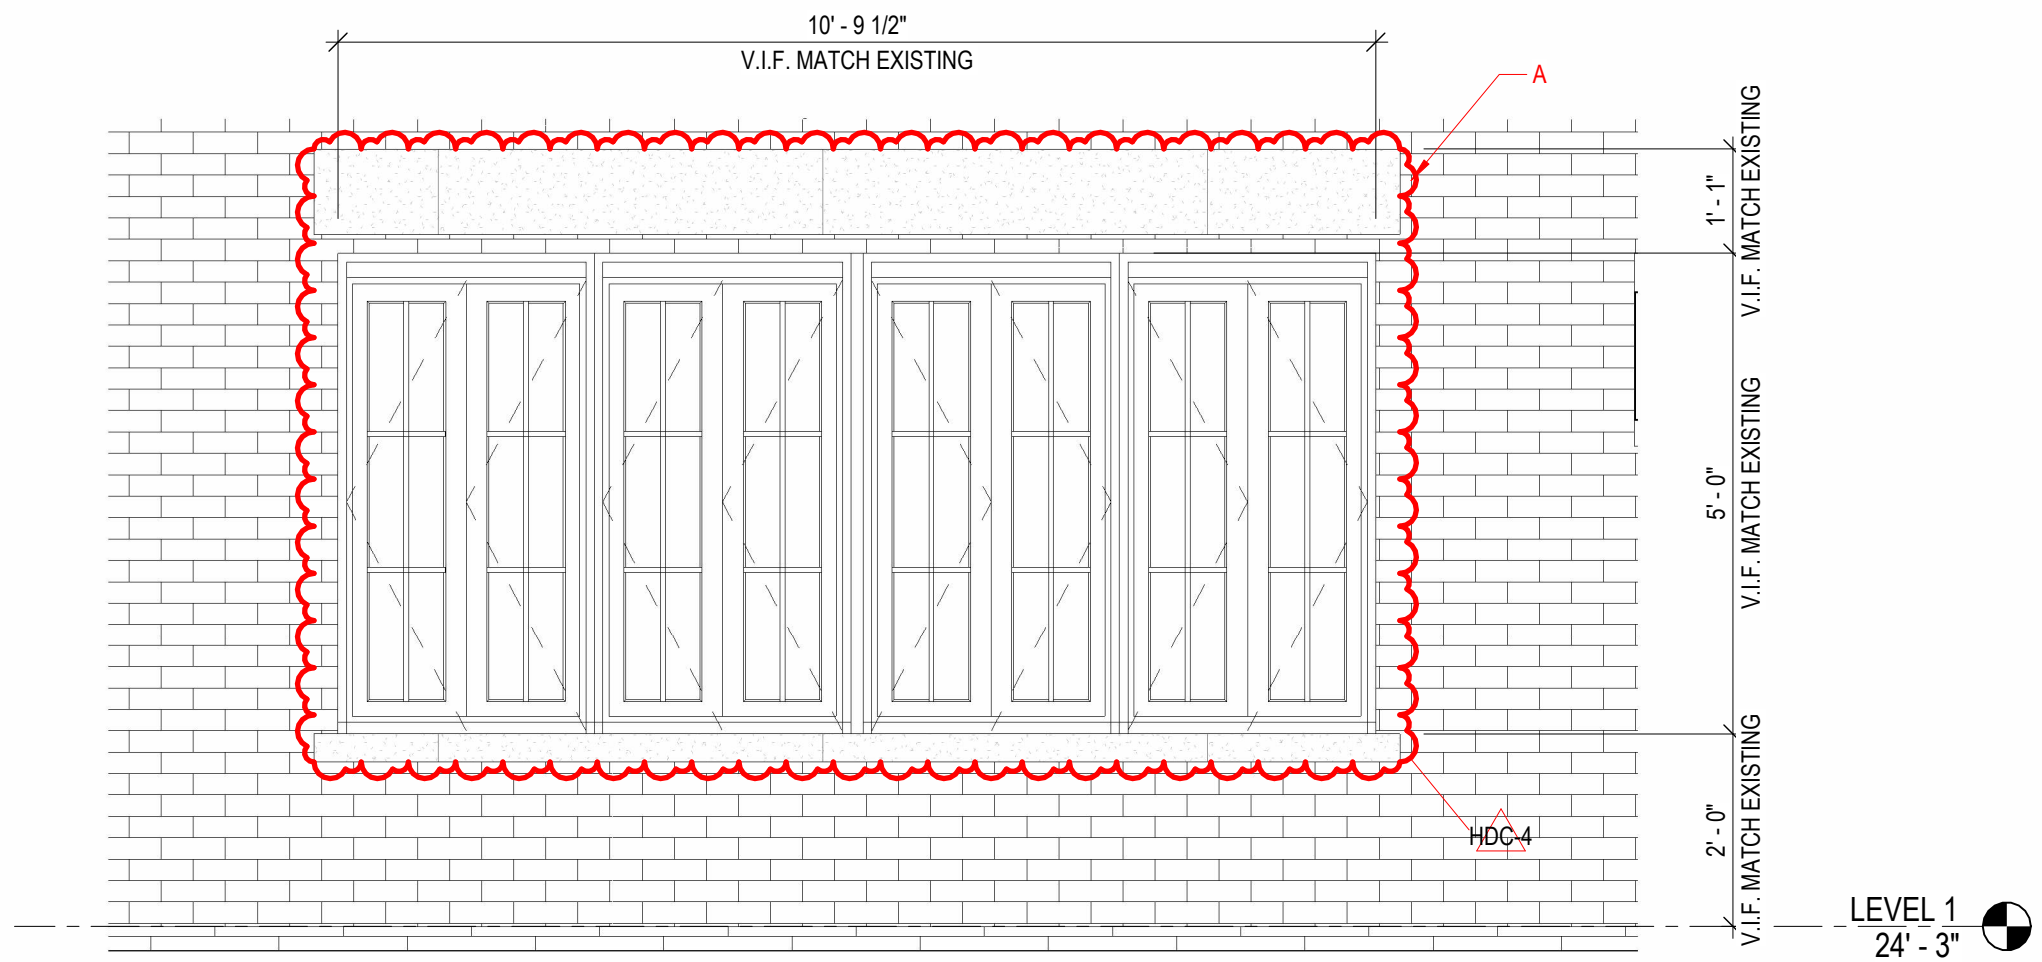 10' - 9 1/2"
V.I.F. MATCH EXISTING
A
1' - 1"
V.I.F. MATCH EXISTING
5' - 0"
V.I.F. MATCH EXISTING
2' - 0"
V.I.F. MATCH EXISTING
HDC-4
LEVEL 1
24' - 3"